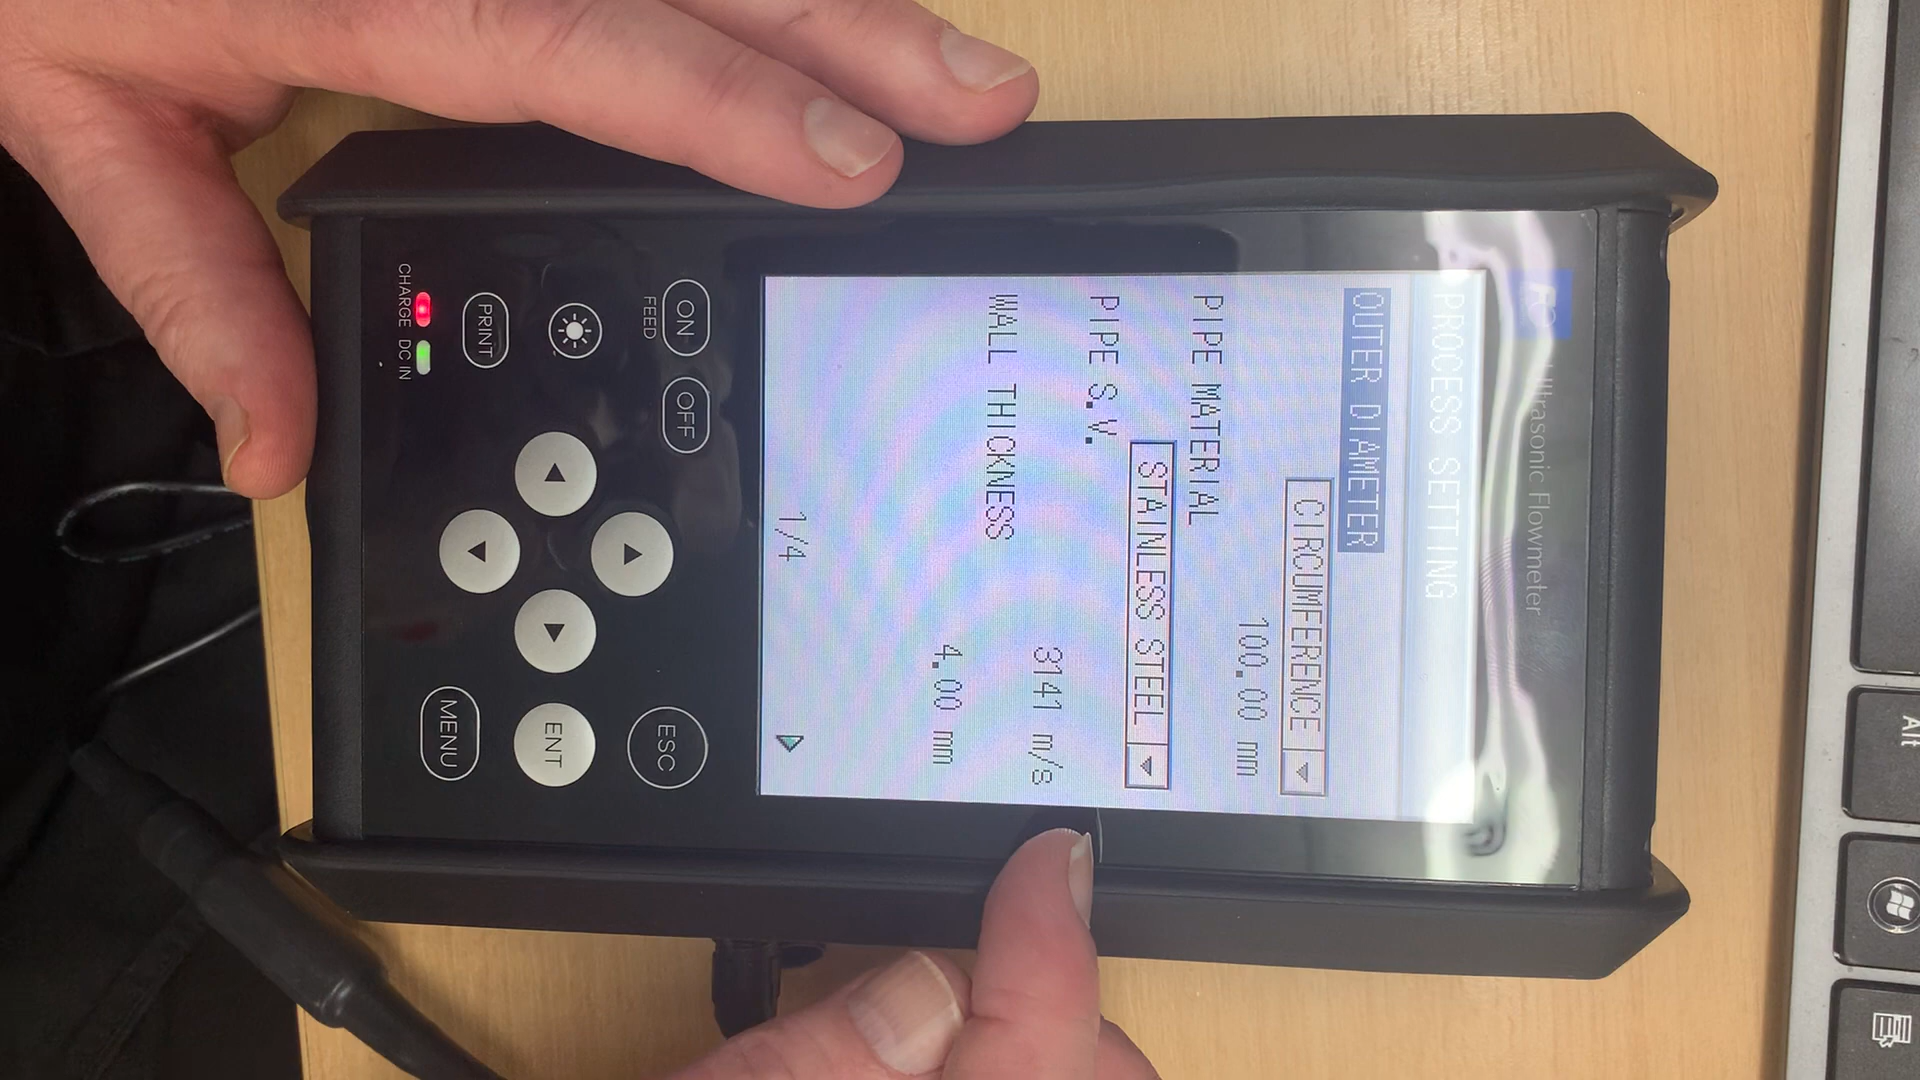 Ultrasonic Flowmeter
PROCESS SETTING
OUTER DIAMETER
CIRCUMFERENCE
100.00 mm
PIPE MATERIAL
STAINLESS STEEL
PIPE S.V.
3141 m/s
WALL THICKNESS
4.00 mm
1/4
ON
OFF
ESC
FEED
ENT
PRINT
MENU
CHARGE DC IN
Alt